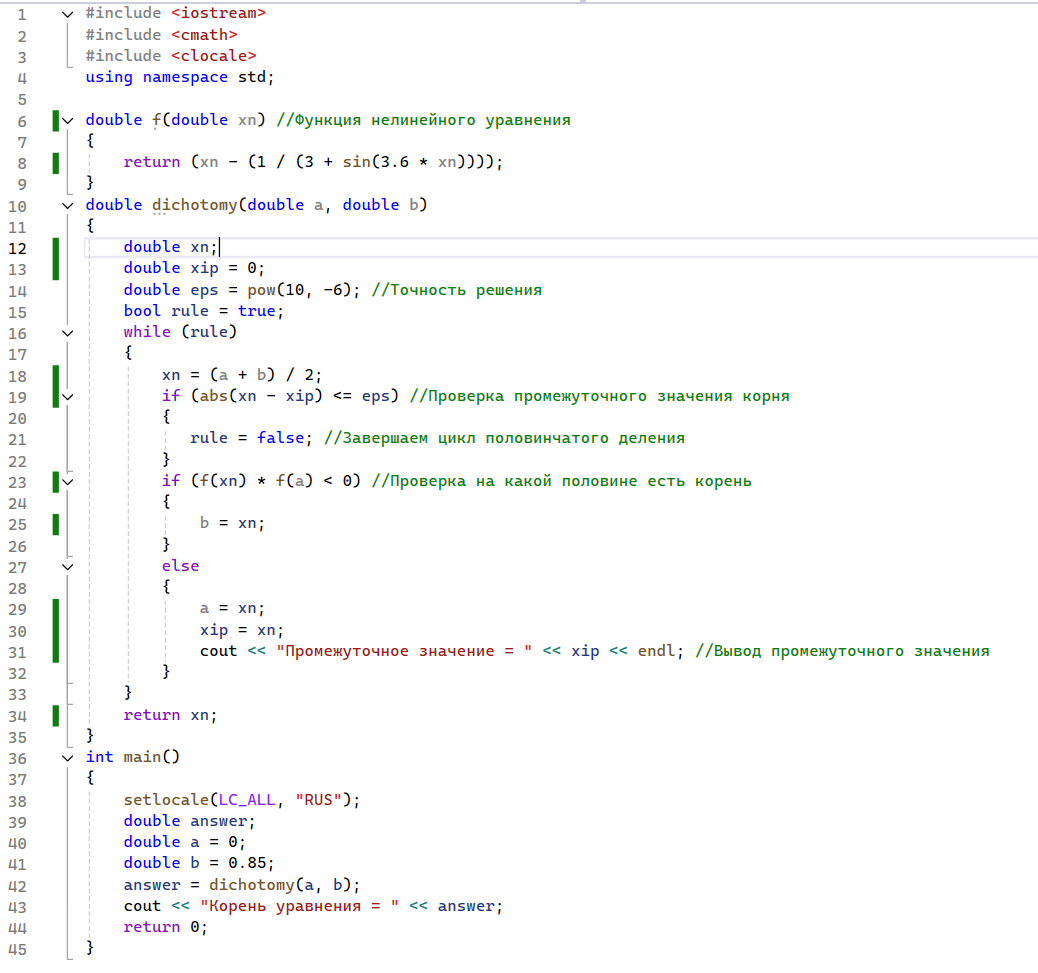 1 #include <iostream>
2 #include <cmath>
3 #include <clocale>
4 using namespace std;
5
6 double f(double xn) //Функция нелинейного уравнения
7 {
8 return (xn - (1 / (3 + sin(3.6 * xn))));
9 }
10 double dichotomy(double a, double b)
11 {
12 double xn;
13 double xip = 0;
14 double eps = pow(10, -6); //Точность решения
15 bool rule = true;
16 while (rule)
17 {
18 xn = (a + b) / 2;
19 if (abs(xn - xip) <= eps) //Проверка промежуточного значения корня
20 {
21 rule = false; //Завершаем цикл половинчатого деления
22 }
23 if (f(xn) * f(a) < 0) //Проверка на какой половине есть корень
24 {
25 b = xn;
26 }
27 else
28 {
29 a = xn;
30 xip = xn;
31 cout << "Промежуточное значение = " << xip << endl; //Вывод промежуточного значения
32 }
33 }
34 return xn;
35 }
36 int main()
37 {
38 setlocale(LC_ALL, "RUS");
39 double answer;
40 double a = 0;
41 double b = 0.85;
42 answer = dichotomy(a, b);
43 cout << "Корень уравнения = " << answer;
44 return 0;
45 }